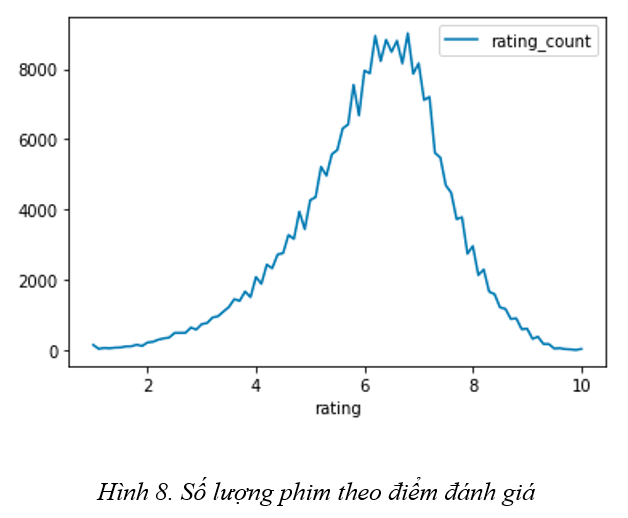 rating_count
8000
6000
4000
2000
0
2 4 6 8 10
rating
Hình 8. Số lượng phim theo điểm đánh giá